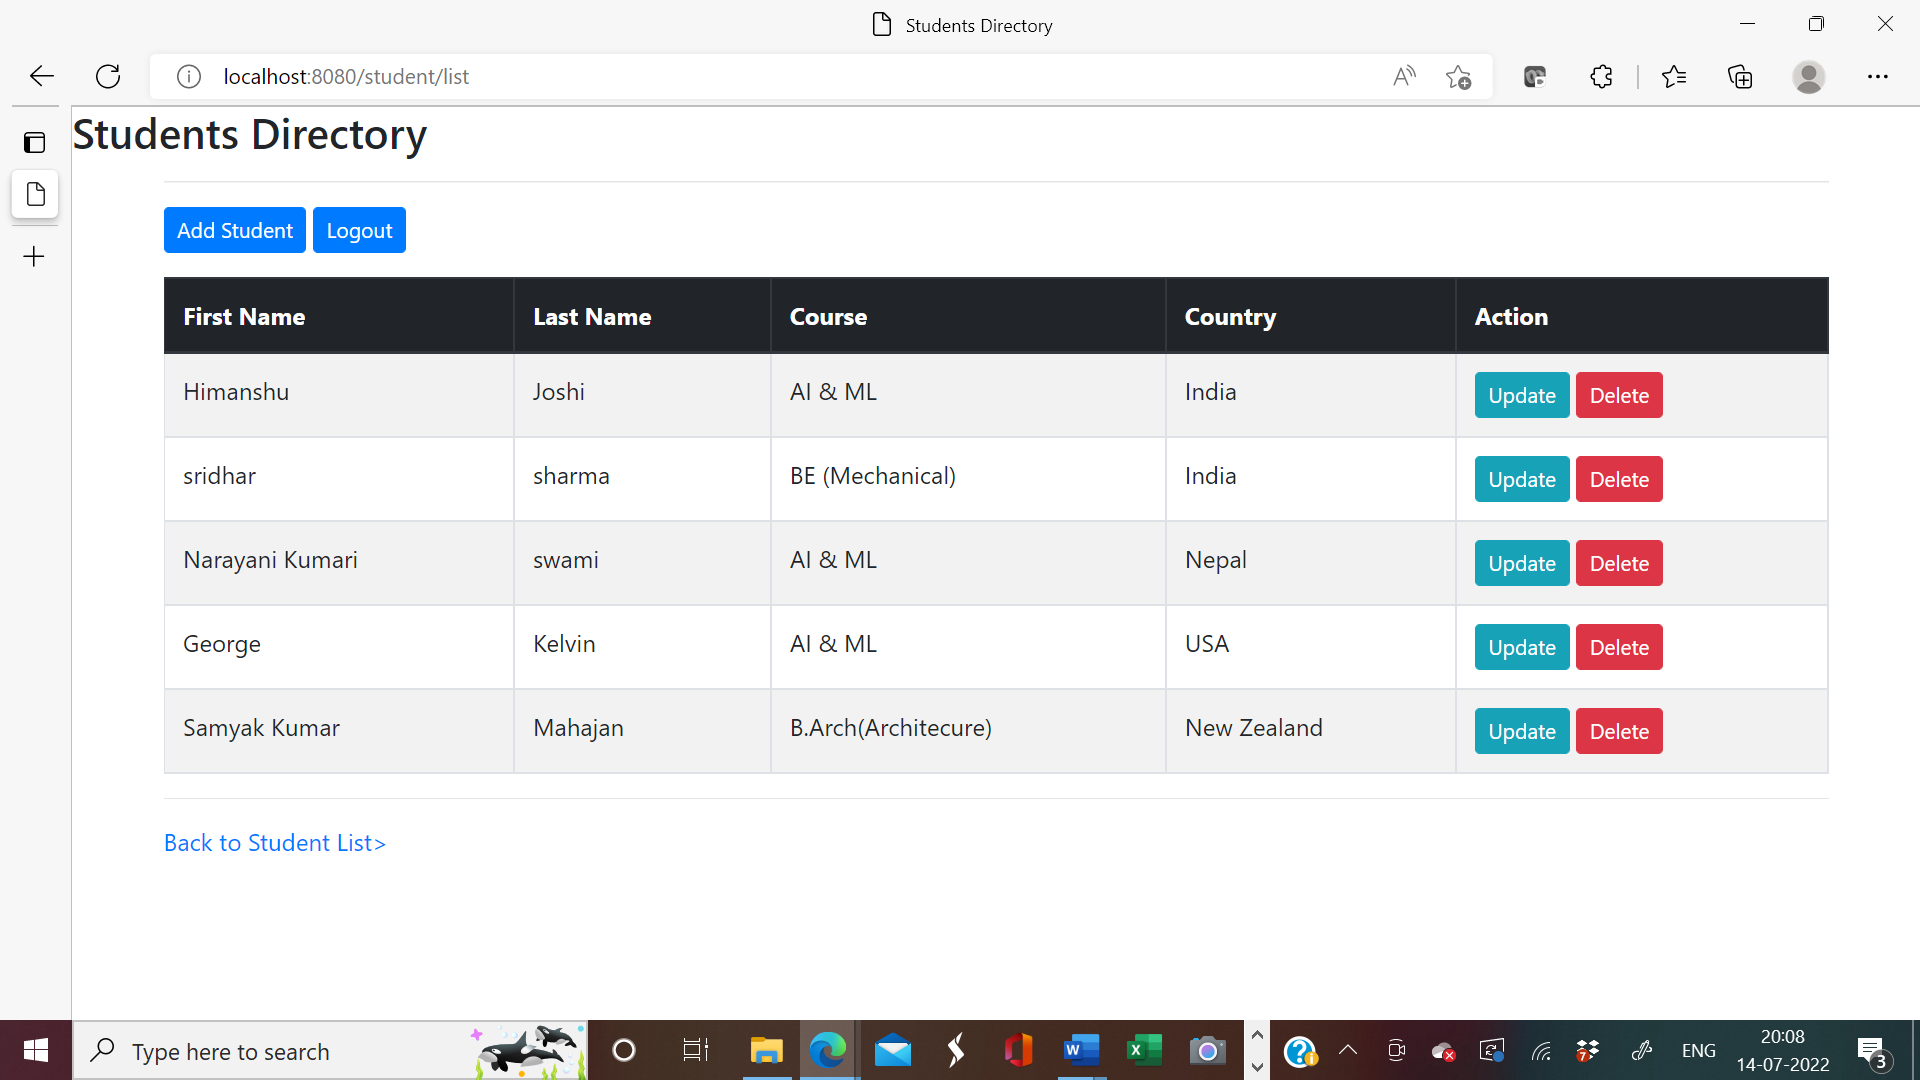 Students Directory
localhost:8080/student/list
Students Directory
Add Student Logout
First Name Last Name Course Country Action
Himanshu Joshi AI & ML India Update Delete
sridhar sharma BE (Mechanical) India Update Delete
Narayani Kumari swami AI & ML Nepal Update Delete
George Kelvin AI & ML USA Update Delete
Samyak Kumar Mahajan B.Arch(Architecure) New Zealand Update Delete
Back to Student List>
Type here to search
W
X
7
ENG
20:08
14-07-2022
3